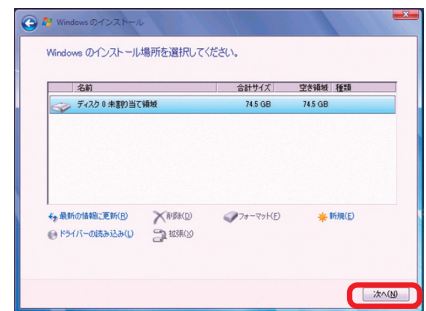 Windows のインストール
Windows のインストール場所を選択してください。
名前 合計サイズ 空き領域 種類
ディスク 0 未割り当て領域 74.5 GB 74.5 GB
最新の情報に更新(R) 削除(D) フォーマット(F) 新規(E)
ドライバーの読み込み(L) 拡張(X)
次へ(N)